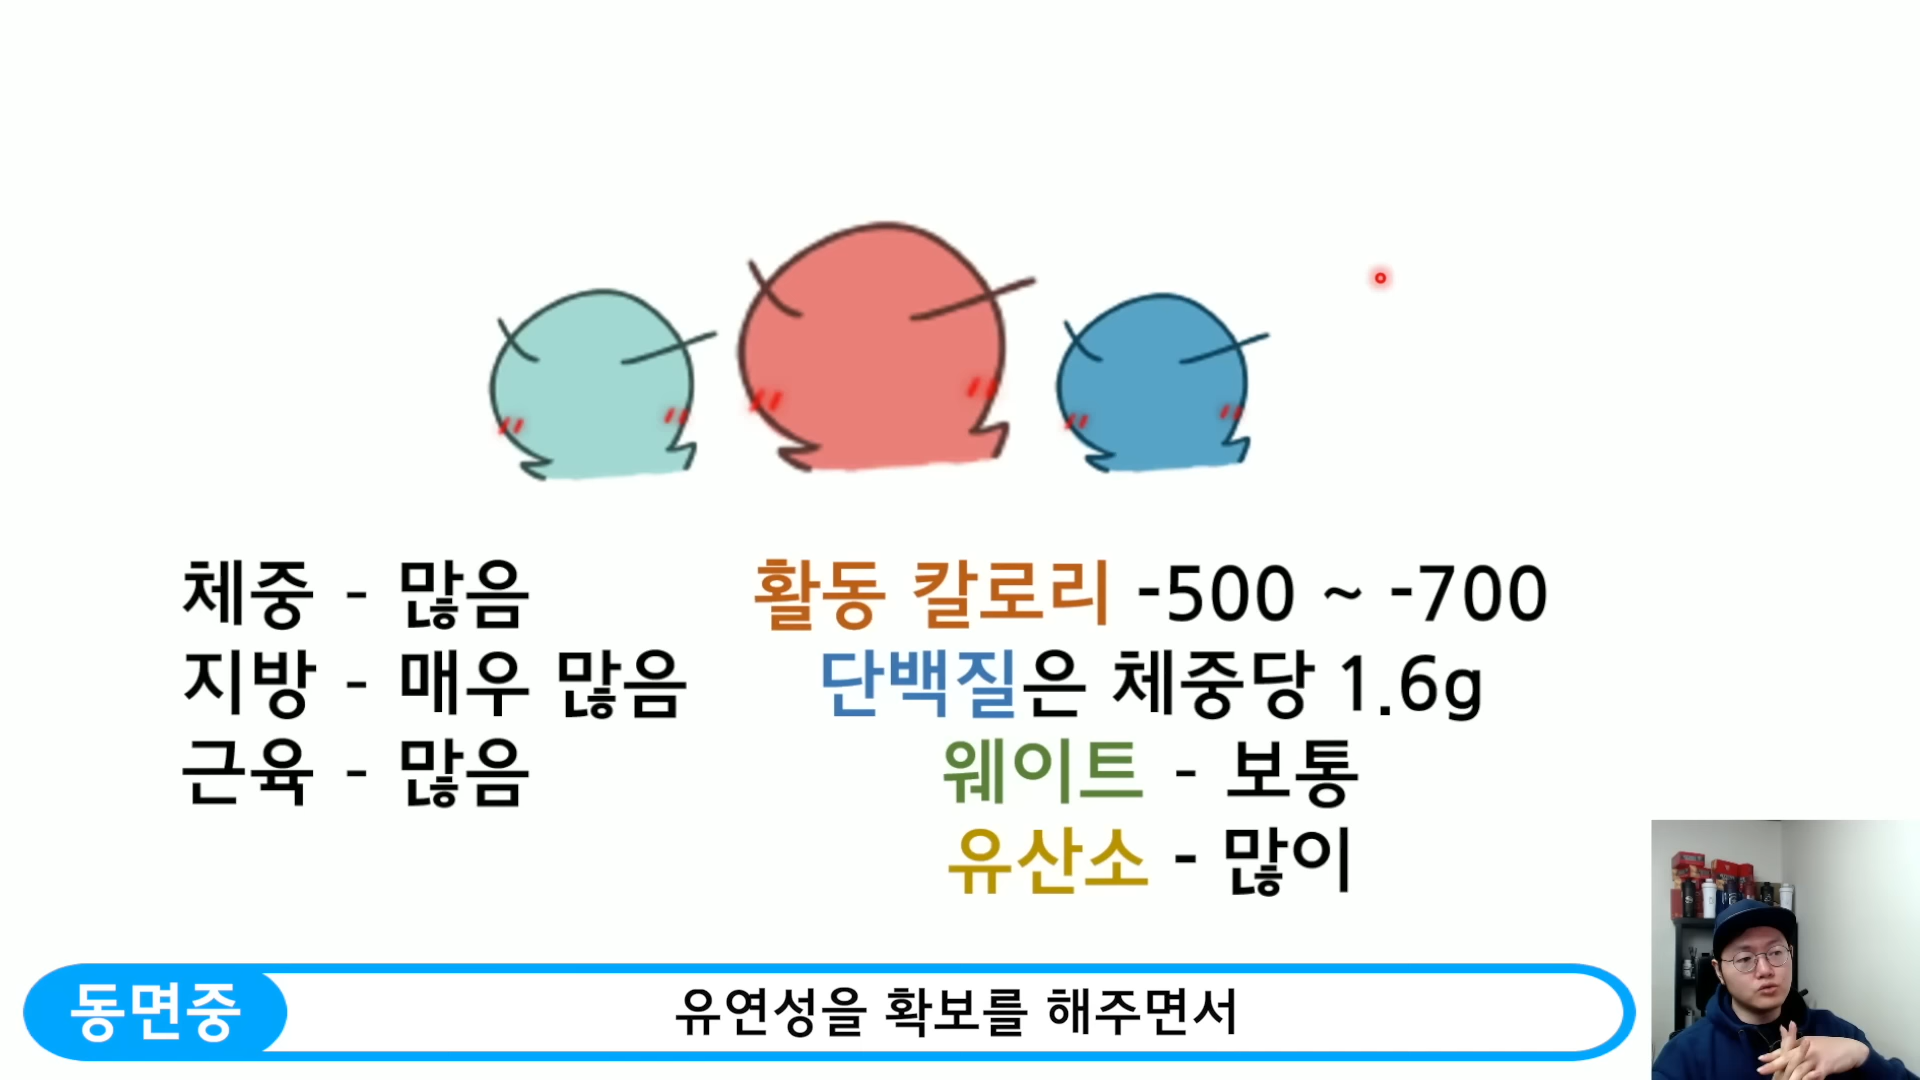 체중 - 많음
지방 - 매우 많음
근육 - 많음
활동 칼로리 -500 ~ -700
단백질은 체중당 1.6g
웨이트 - 보통
유산소 - 많이
동면중
유연성을 확보를 해주면서